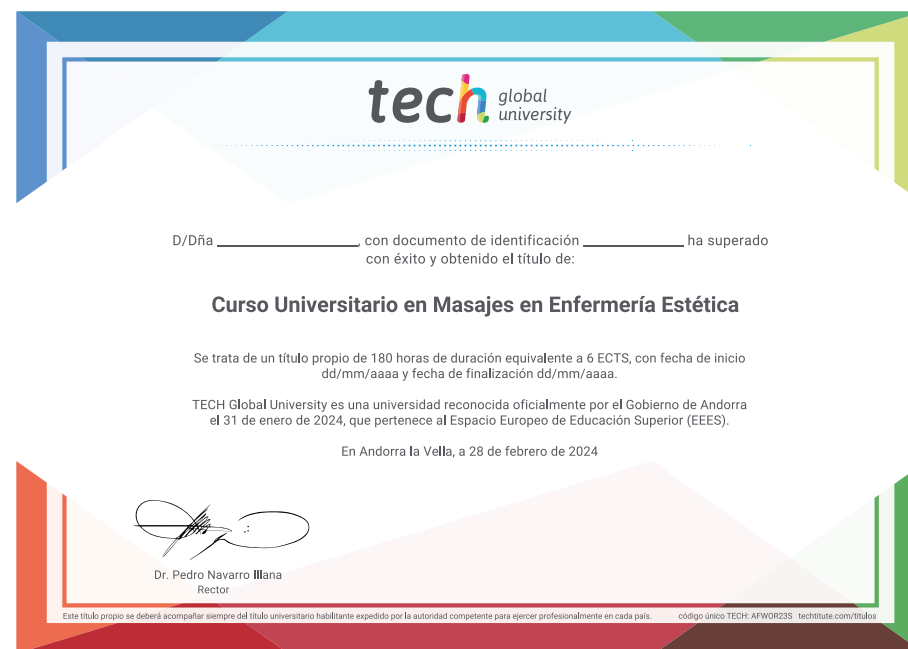 tech global university
D/Dña ____________________, con documento de identificación ______________ ha superado
con éxito y obtenido el título de:
Curso Universitario en Masajes en Enfermería Estética
Se trata de un título propio de 180 horas de duración equivalente a 6 ECTS, con fecha de inicio
dd/mm/aaaa y fecha de finalización dd/mm/aaaa.
TECH Global University es una universidad reconocida oficialmente por el Gobierno de Andorra
el 31 de enero de 2024, que pertenece al Espacio Europeo de Educación Superior (EEES).
En Andorra la Vella, a 28 de febrero de 2024
Dr. Pedro Navarro Illana
Rector
Este título propio se deberá acompañar siempre del título universitario habilitante expedido por la autoridad competente para ejercer profesionalmente en cada país. código único TECH: AFWOR23S techtitute.com/titulos